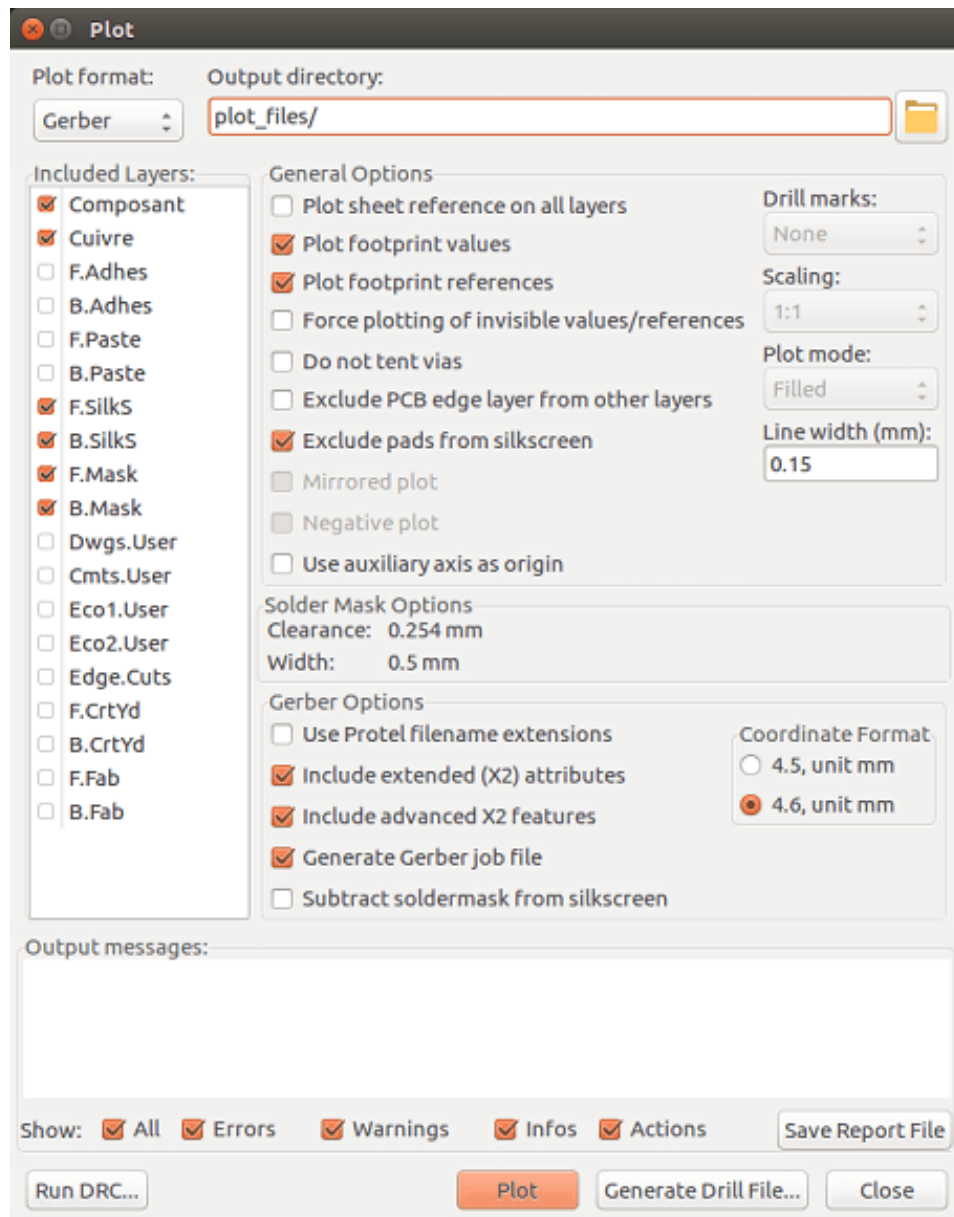 Plot
Plot format:
Output directory:
Gerber
plot_files/
Included Layers:
Composant
Cuivre
F.Adhes
B.Adhes
F.Paste
B.Paste
F.SilkS
B.SilkS
F.Mask
B.Mask
Dwgs.User
Cmts.User
Eco1.User
Eco2.User
Edge.Cuts
F.CrtYd
B.CrtYd
F.Fab
B.Fab
General Options
Plot sheet reference on all layers
Plot footprint values
Plot footprint references
Force plotting of invisible values/references
Do not tent vias
Exclude PCB edge layer from other layers
Exclude pads from silkscreen
Mirrored plot
Negative plot
Use auxiliary axis as origin
Drill marks:
None
Scaling:
1:1
Plot mode:
Filled
Line width (mm):
0.15
Solder Mask Options
Clearance: 0.254 mm
Width: 0.5 mm
Gerber Options
Use Protel filename extensions
Include extended (X2) attributes
Include advanced X2 features
Generate Gerber job file
Subtract soldermask from silkscreen
Coordinate Format
4.5, unit mm
4.6, unit mm
Output messages:
Show: All Errors Warnings Infos Actions Save Report File
Run DRC... Plot Generate Drill File... Close